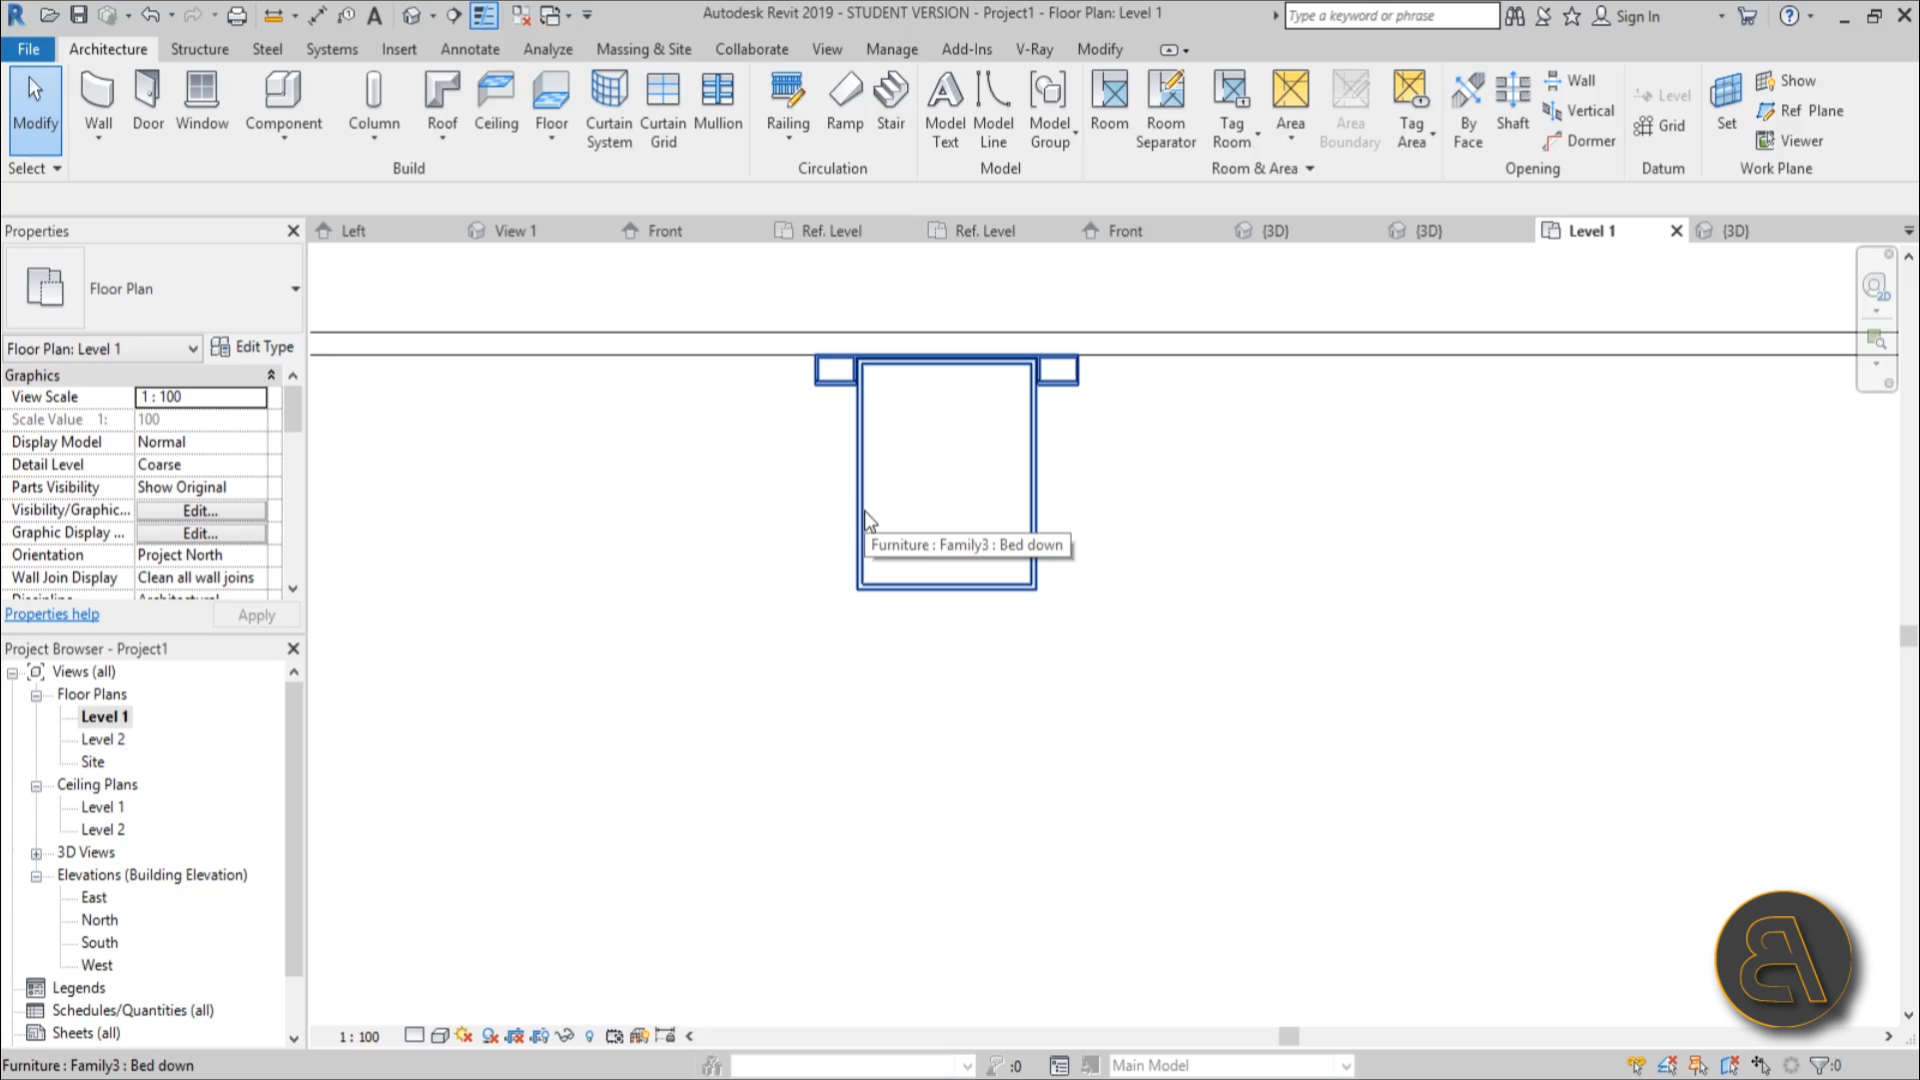 Autodesk Revit 2019 - STUDENT VERSION - Project1 - Floor Plan: Level 1
Type a keyword or phrase
Sign In
File Architecture Structure Steel Systems Insert Annotate Analyze Massing & Site Collaborate View Manage Add-Ins V-Ray Modify
Modify Wall Door Window Component Column Roof Ceiling Floor Curtain System Curtain Grid Mullion Railing Ramp Stair Model Text Model Line Model Group Room Room Separator Tag Room Area Area Boundary Tag Area By Face Shaft Wall Vertical Dormer Level Grid Set Show Ref Plane Viewer
Select Build Circulation Model Room & Area Opening Datum Work Plane
Properties
Left View 1 Front Ref. Level Ref. Level Front {3D} {3D} Level 1 {3D}
2D
Floor Plan
Floor Plan: Level 1 Edit Type
Graphics
View Scale 1 : 100
Scale Value 1: 100
Display Model Normal
Detail Level Coarse
Parts Visibility Show Original
Visibility/Graphic... Edit...
Graphic Display ... Edit...
Orientation Project North
Wall Join Display Clean all wall joins
Properties help Apply
Furniture : Family3 : Bed down
Project Browser - Project1
Views (all)
Floor Plans
Level 1
Level 2
Site
Ceiling Plans
Level 1
Level 2
3D Views
Elevations (Building Elevation)
East
North
South
West
Legends
Schedules/Quantities (all)
Sheets (all)
1 : 100
Furniture : Family3 : Bed down
:0
Main Model
:0